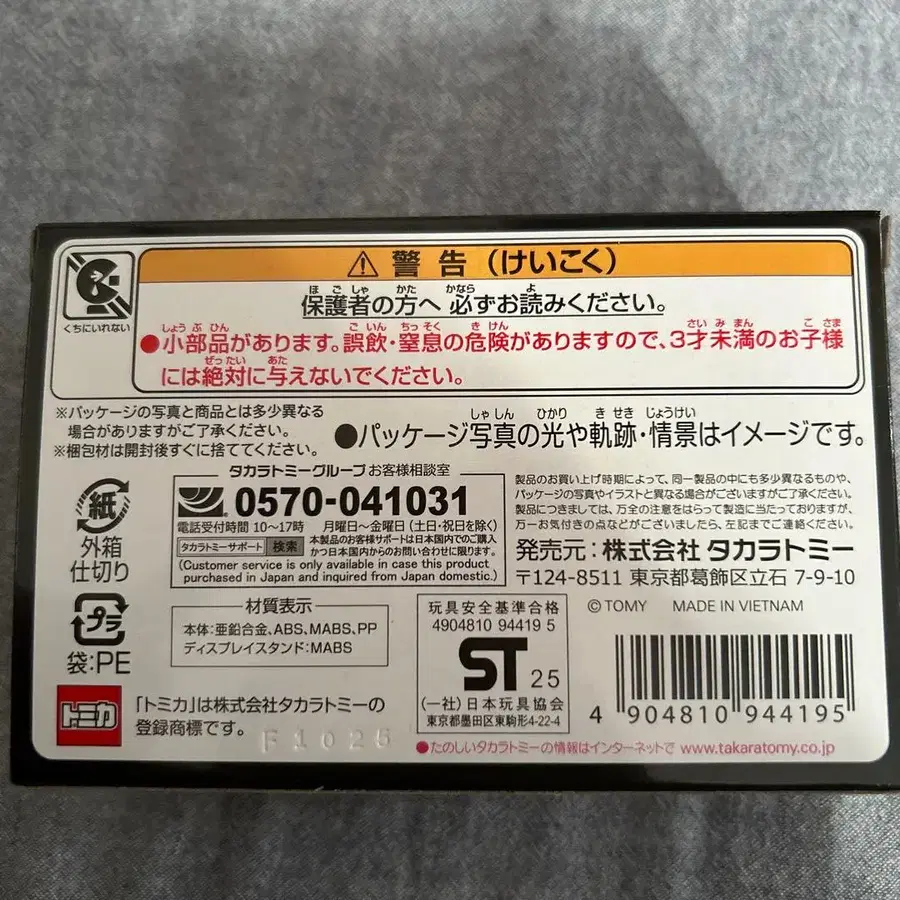 くちにいれない
警告(けいこく)
保護者の方へ 必ずお読みください。
●小部品があります。誤飲・窒息の危険がありますので、3才未満のお子様
には絶対に与えないでください。
※パッケージの写真と商品とは多少異なる
場合がありますがご了承ください。
※梱包材は開封後すぐに捨ててください。
●パッケージ写真の光や軌跡・情景はイメージです。
紙
外箱
仕切り
プラ
袋:PE
タカラトミーグループ お客様相談室
0570-041031
電話受付時間 10〜17時 月曜日〜金曜日(土日・祝日を除く)
タカラトミーサポート 検索
本製品のお客様サポートは日本国内でのご購入
かつ日本国内からのお問い合わせに限ります。
(Customer service is only available in case this product
purchased in Japan and inquired from Japan domestic.)
製品のお買い上げ時期によって、同一製品の中にも多少異なるものや、
パッケージの写真やイラストと異なる場合がございますがご了承ください。
製品につきましては、万全の注意をはらって製造に当たっておりますが、
万一お気付きの点などがございましたら、左記までご連絡ください。
発売元:株式会社 タカラトミー
〒124-8511 東京都葛飾区立石 7-9-10
材質表示
本体:亜鉛合金、ABS、MABS、PP
ディスプレイスタンド:MABS
玩具安全基準合格
4904810 94419 5
ST 25
(一社)日本玩具協会
東京都墨田区東駒形4-22-4
© TOMY MADE IN VIETNAM
4 904810 944195
トミカ
「トミカ」は株式会社タカラトミーの
登録商標です。
F1025
●たのしいタカラトミーの情報はインターネットで www.takaratomy.co.jp